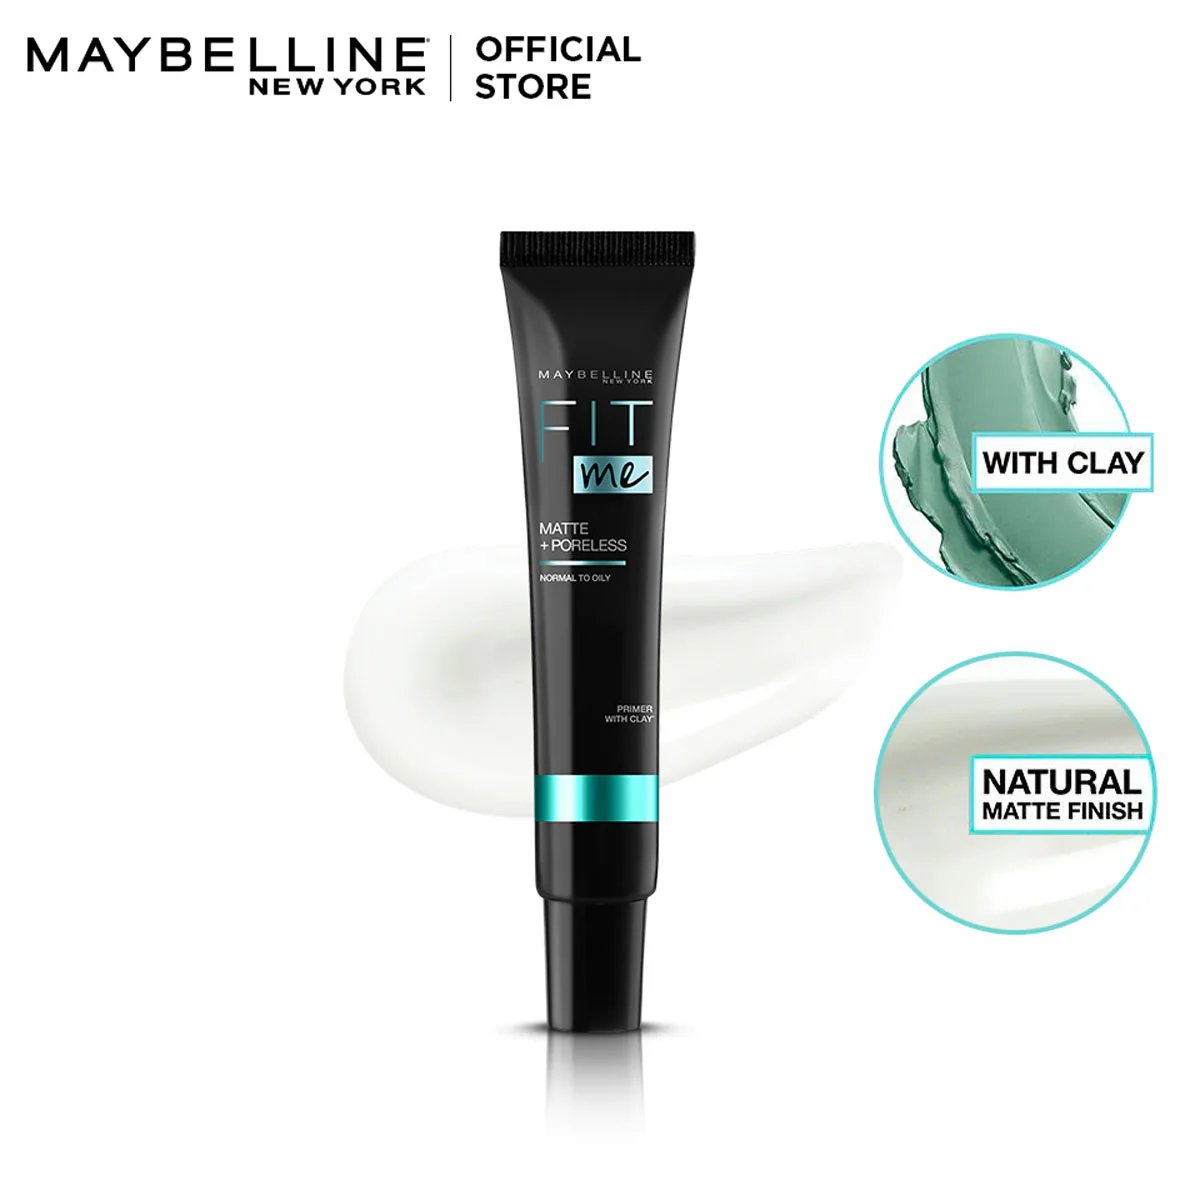 MAYBELLINE
NEW YORK
OFFICIAL
STORE
MAYBELLINE
NEW YORK
FIT
me
MATTE
+ PORELESS
NORMAL TO OILY
PRIMER
WITH CLAY
WITH CLAY
NATURAL
MATTE FINISH